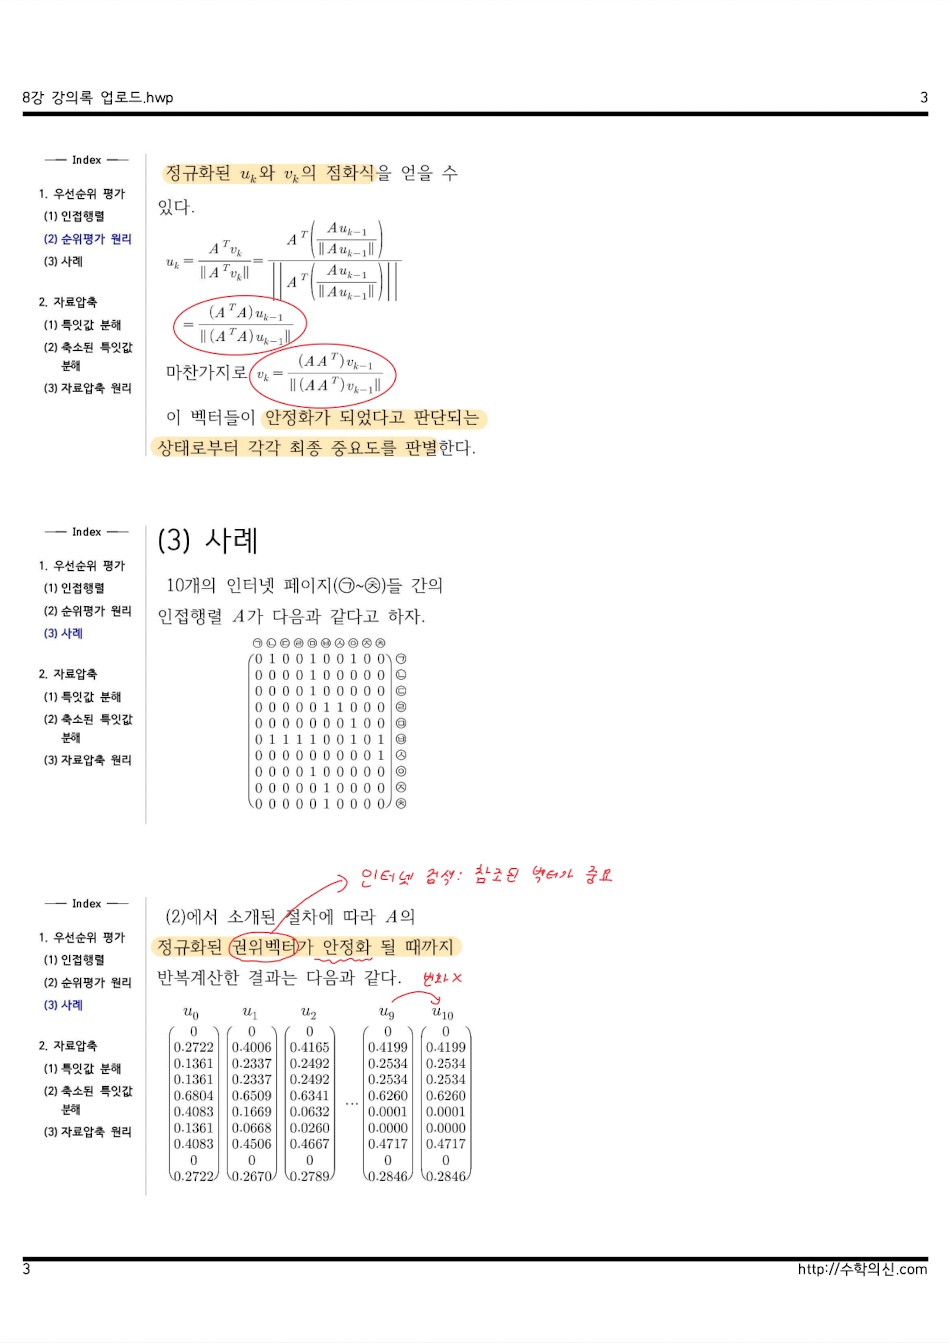 8강 강의록 업로드.hwp 3
Index
1. 우선순위 평가
(1) 인접행렬
(2) 순위평가 원리
(3) 사례
2. 자료압축
(1) 특잇값 분해
(2) 축소된 특잇값
분해
(3) 자료압축 원리
정규화된 u_k와 v_k의 점화식을 얻을 수
있다.
u_k = A^T v_k / ‖A^T v_k‖ = A^T(A u_{k-1} / ‖A u_{k-1}‖) / ‖A^T(A u_{k-1} / ‖A u_{k-1}‖)‖
= (A^T A) u_{k-1} / ‖(A^T A) u_{k-1}‖
마찬가지로 v_k = (A A^T) v_{k-1} / ‖(A A^T) v_{k-1}‖
이 벡터들이 안정화가 되었다고 판단되는
상태로부터 각각 최종 중요도를 판별한다.
Index
1. 우선순위 평가
(1) 인접행렬
(2) 순위평가 원리
(3) 사례
2. 자료압축
(1) 특잇값 분해
(2) 축소된 특잇값
분해
(3) 자료압축 원리
(3) 사례
10개의 인터넷 페이지(㉠~㉩)들 간의
인접행렬 A가 다음과 같다고 하자.
㉠㉡㉢㉣㉤㉥㉦㉧㉨㉩
0 1 0 0 1 0 0 1 0 0 ㉠
0 0 0 0 1 0 0 0 0 0 ㉡
0 0 0 0 1 0 0 0 0 0 ㉢
0 0 0 0 0 1 1 0 0 0 ㉣
0 0 0 0 0 0 0 1 0 0 ㉤
0 1 1 1 1 0 0 1 0 1 ㉥
0 0 0 0 0 0 0 0 0 1 ㉦
0 0 0 0 1 0 0 0 0 0 ㉧
0 0 0 0 0 1 0 0 0 0 ㉨
0 0 0 0 0 1 0 0 0 0 ㉩
인터넷 검색: 참조된 벡터가 중요
Index
1. 우선순위 평가
(1) 인접행렬
(2) 순위평가 원리
(3) 사례
2. 자료압축
(1) 특잇값 분해
(2) 축소된 특잇값
분해
(3) 자료압축 원리
(2)에서 소개된 절차에 따라 A의
정규화된 권위벡터가 안정화 될 때까지
반복계산한 결과는 다음과 같다. 변화 X
u_0 u_1 u_2 u_9 u_10
0 0 0 0 0
0.2722 0.4006 0.4165 0.4199 0.4199
0.1361 0.2337 0.2492 0.2534 0.2534
0.1361 0.2337 0.2492 0.2534 0.2534
0.6804 0.6509 0.6341 0.6260 0.6260
0.4083 0.1669 0.0632 ⋯ 0.0001 0.0001
0.1361 0.0668 0.0260 0.0000 0.0000
0.4083 0.4506 0.4667 0.4717 0.4717
0 0 0 0 0
0.2722 0.2670 0.2789 0.2846 0.2846
3 http://수학의신.com